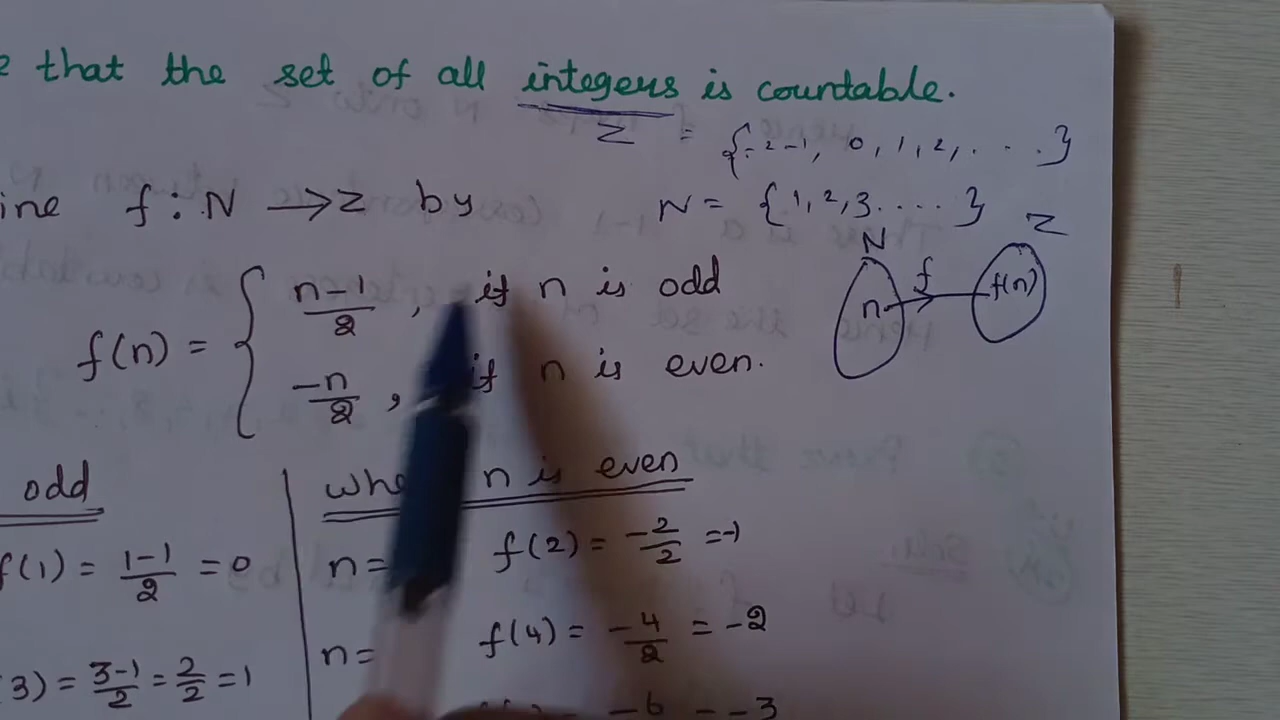 that the set of all integers is countable.
Z = {.-2-1, 0, 1, 2, . . . .}
f : N → Z by
N = {1, 2, 3. . . . .}
N Z
f(n) = { n-1/2 , if n is odd
-n/2 , if n is even.
n f f(n)
odd
when n is even
f(1) = 1-1/2 = 0
n= f(2) = -2/2 = -1
n= f(4) = -4/2 = -2
3) = 3-1/2 = 2/2 = 1
-6 = -3